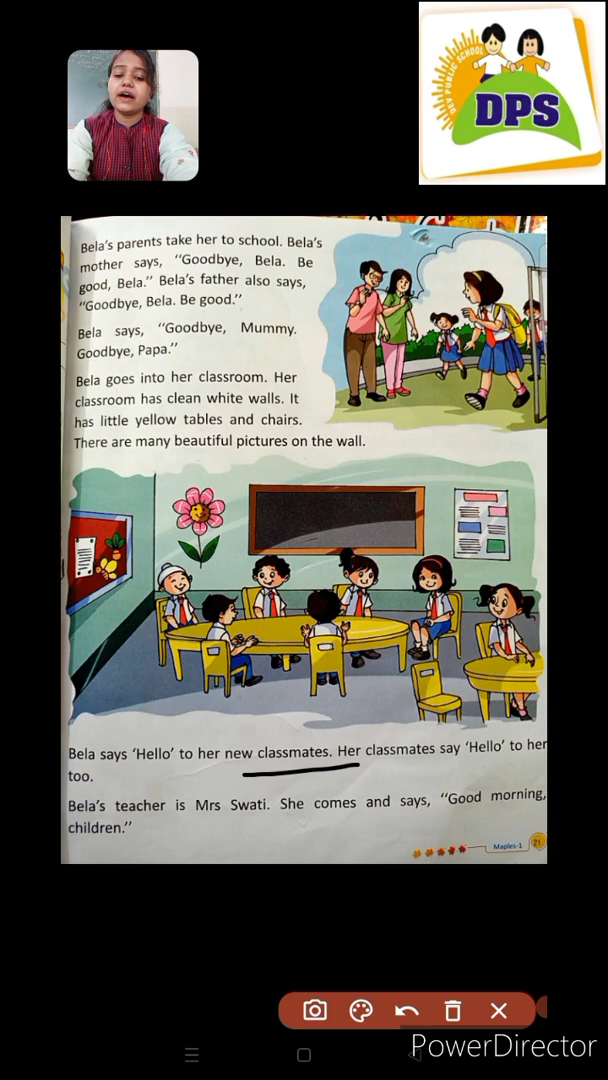 DEV PUBLIC SCHOOL
DPS
Bela's parents take her to school. Bela's
mother says, "Goodbye, Bela. Be
good, Bela." Bela's father also says,
"Goodbye, Bela. Be good."
Bela says, "Goodbye, Mummy.
Goodbye, Papa."
Bela goes into her classroom. Her
classroom has clean white walls. It
has little yellow tables and chairs.
There are many beautiful pictures on the wall.
Bela says 'Hello' to her new classmates. Her classmates say 'Hello' to her
too.
Bela's teacher is Mrs Swati. She comes and says, "Good morning,
children."
Maples-1
21
PowerDirector